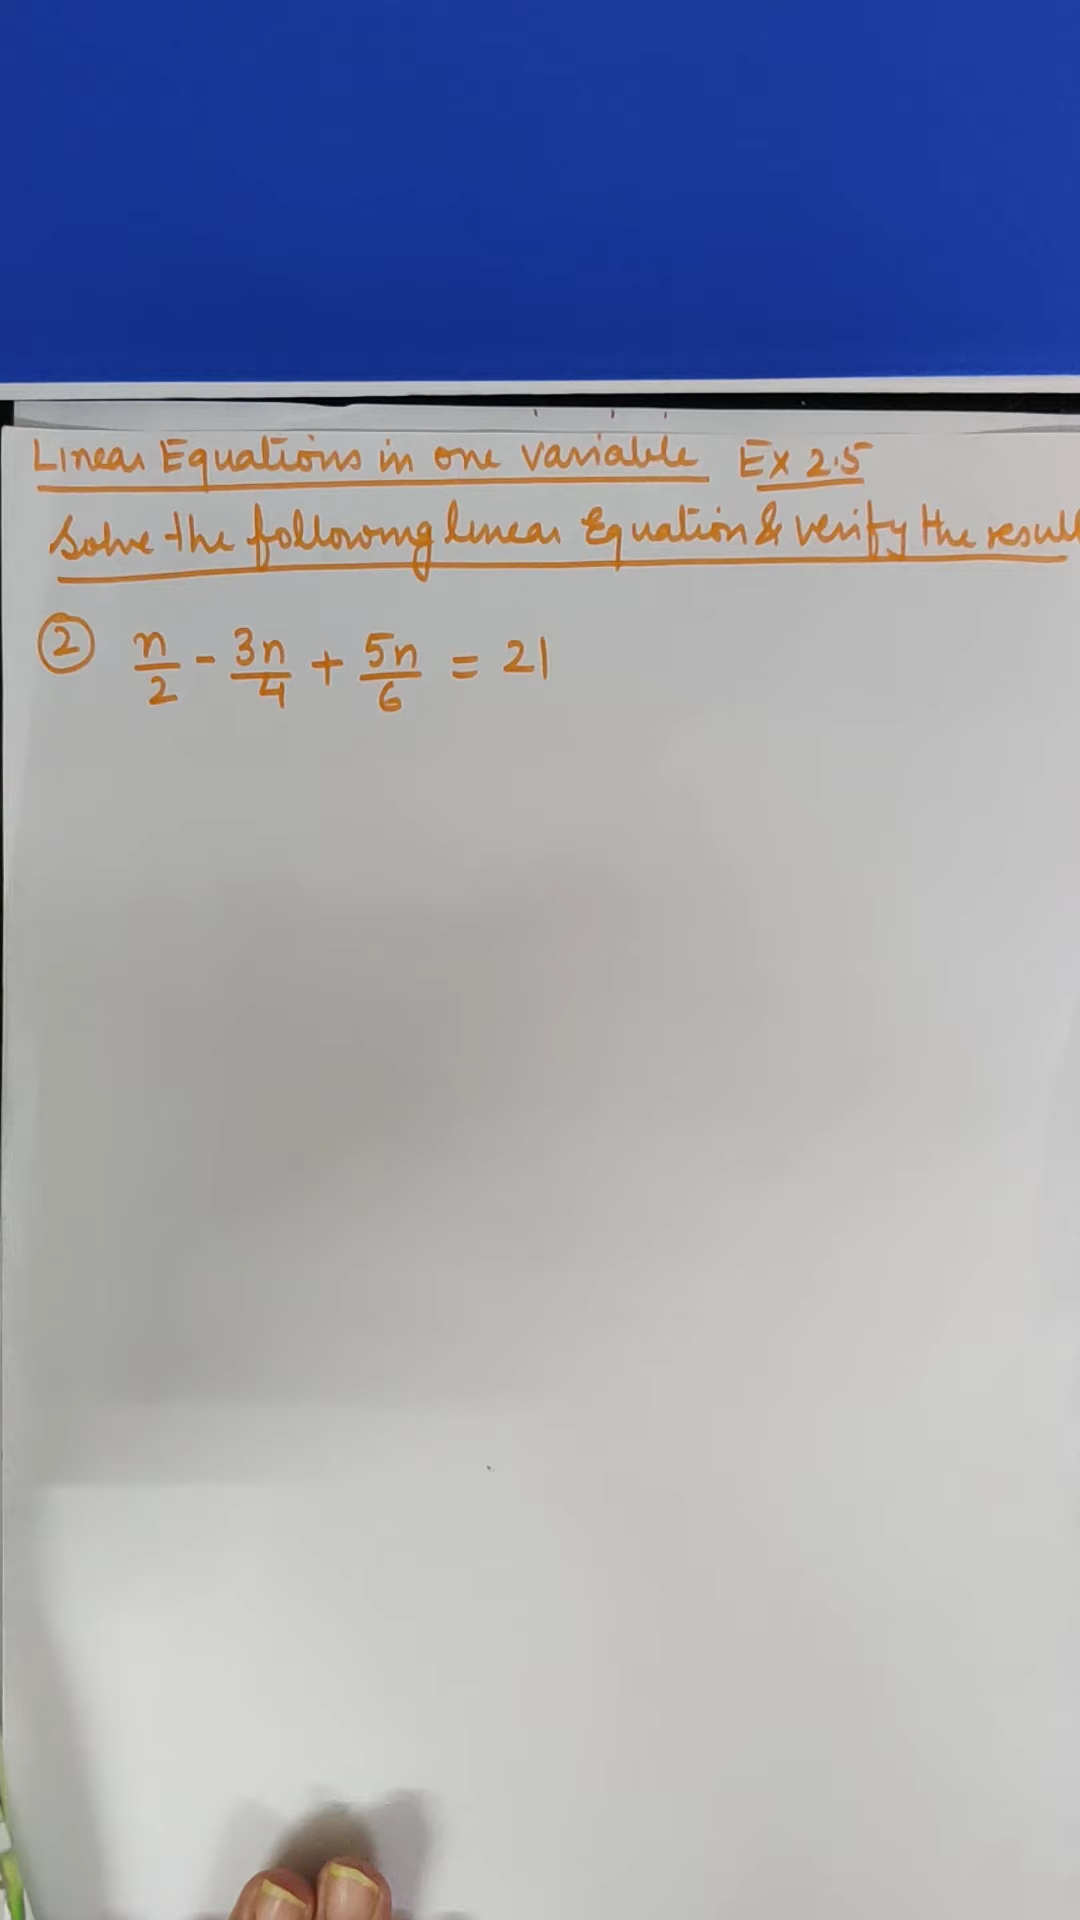 Linear Equations in one variable Ex 2.5
Solve the following linear Equation & verify the result
② n/2 - 3n/4 + 5n/6 = 21